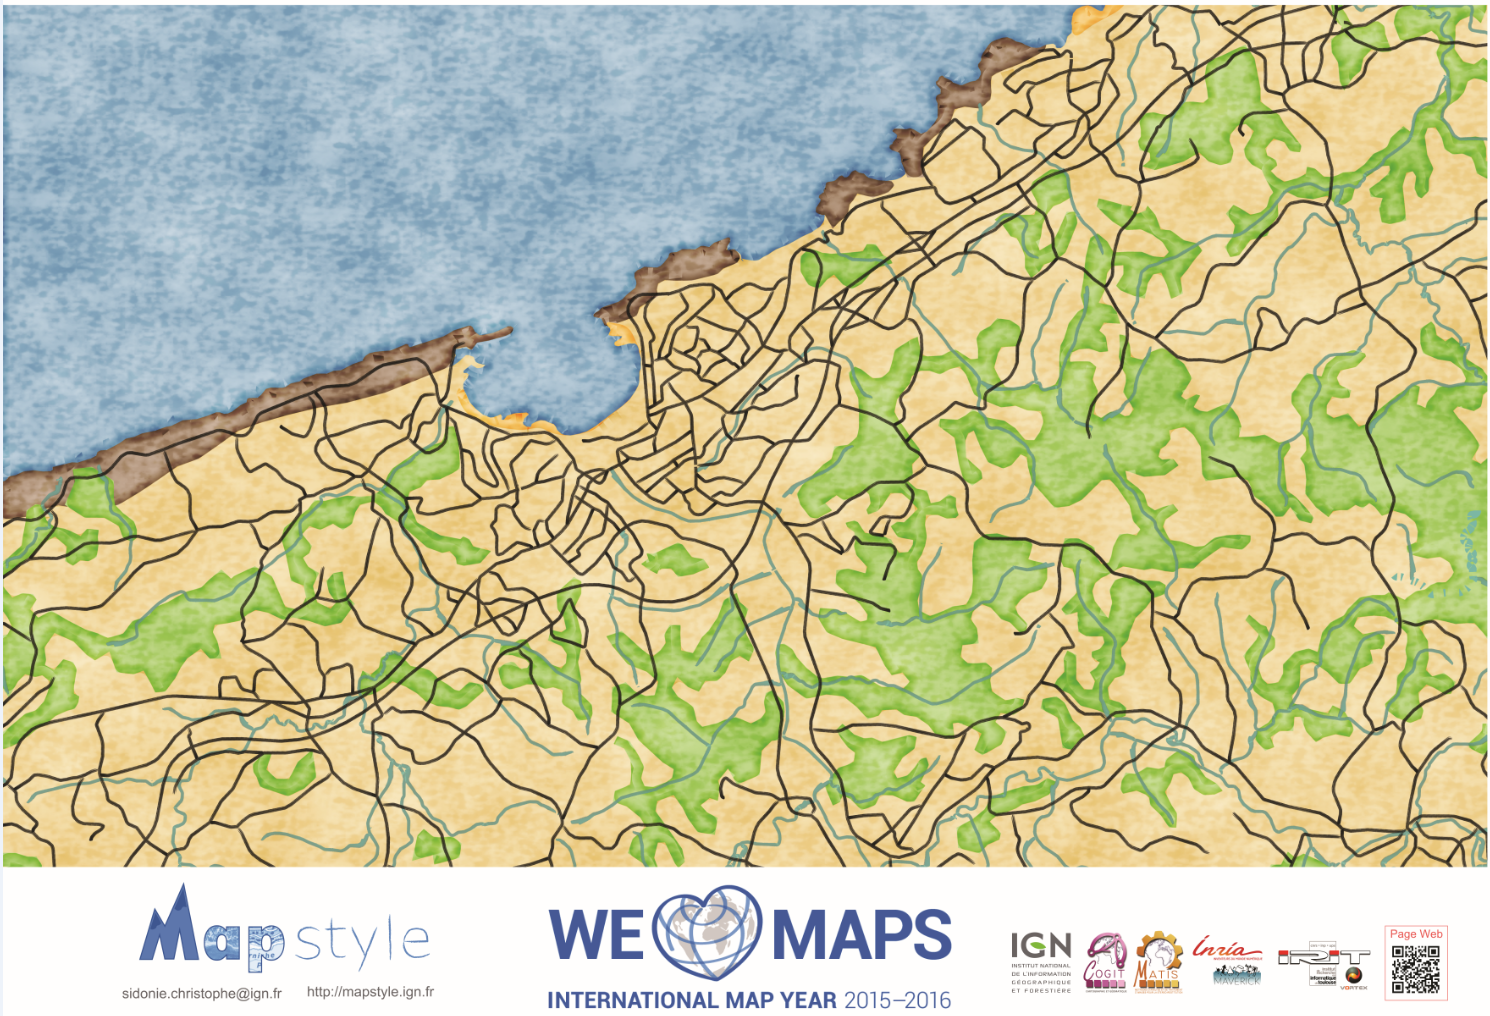 Mapstyle
sidonie.christophe@ign.fr
http://mapstyle.ign.fr
WE MAPS
INTERNATIONAL MAP YEAR 2015–2016
IGN
INSTITUT NATIONAL
DE L'INFORMATION
GÉOGRAPHIQUE
ET FORESTIÈRE
COGIT
MATIS
Inria
MAVERICK
IRIT
VORTEX
Page Web